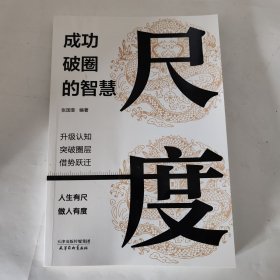 尺度
成功
破圈
的智慧
张国蕾 编著
升级认知
突破圈层
借势跃迁
人生有尺
做人有度